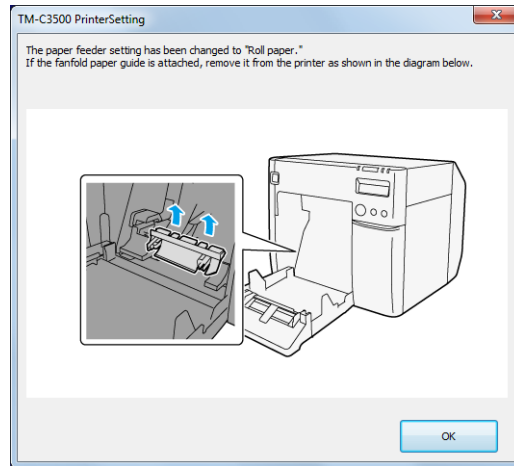 TM-C3500 PrinterSetting
The paper feeder setting has been changed to "Roll paper."
If the fanfold paper guide is attached, remove it from the printer as shown in the diagram below.
OK